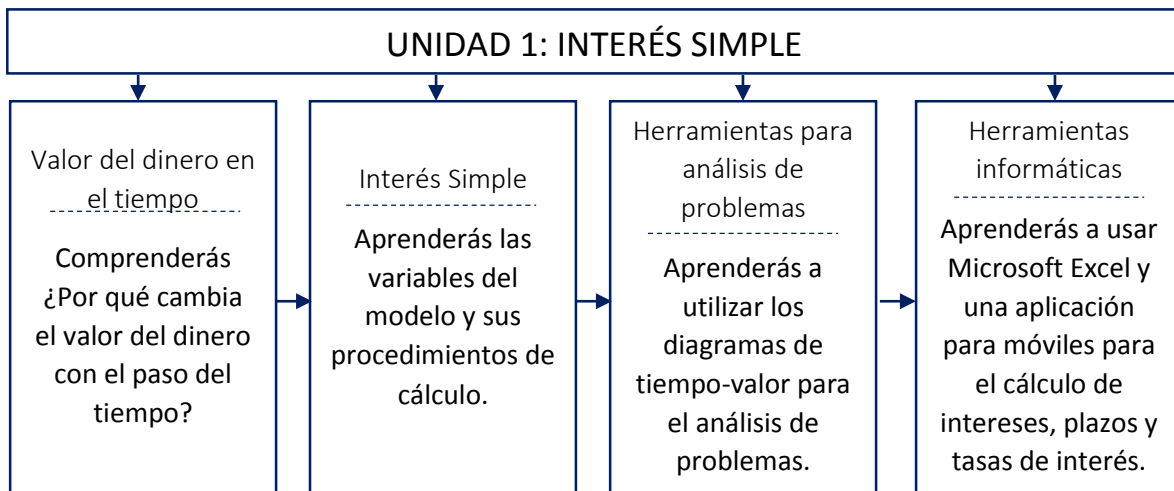 UNIDAD 1: INTERÉS SIMPLE
Valor del dinero en
el tiempo
Comprenderás
¿Por qué cambia
el valor del dinero
con el paso del
tiempo?
Interés Simple
Aprenderás las
variables del
modelo y sus
procedimientos de
cálculo.
Herramientas para
análisis de
problemas
Aprenderás a
utilizar los
diagramas de
tiempo-valor para
el análisis de
problemas.
Herramientas
informáticas
Aprenderás a usar
Microsoft Excel y
una aplicación
para móviles para
el cálculo de
intereses, plazos y
tasas de interés.